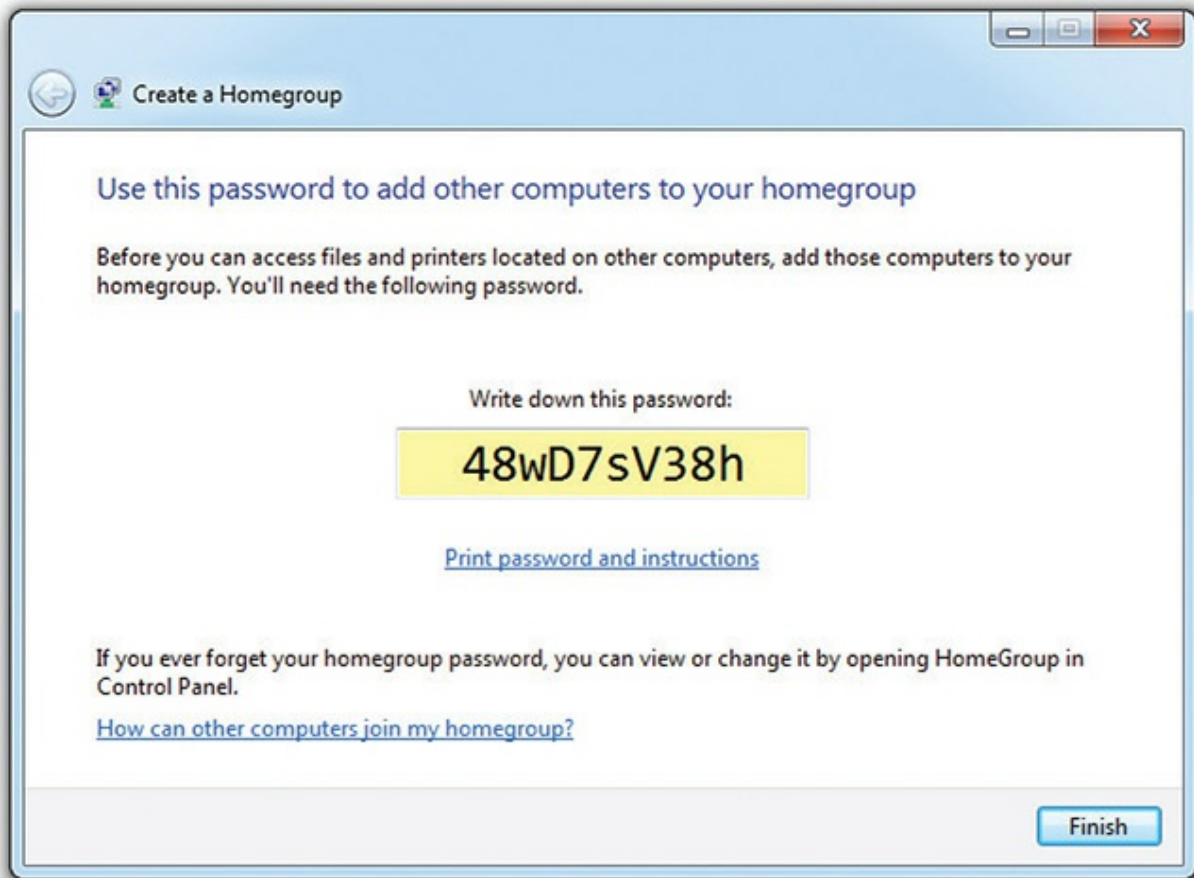 Create a Homegroup
Use this password to add other computers to your homegroup
Before you can access files and printers located on other computers, add those computers to your
homegroup. You'll need the following password.
Write down this password:
48wD7sV38h
Print password and instructions
If you ever forget your homegroup password, you can view or change it by opening HomeGroup in
Control Panel.
How can other computers join my homegroup?
Finish